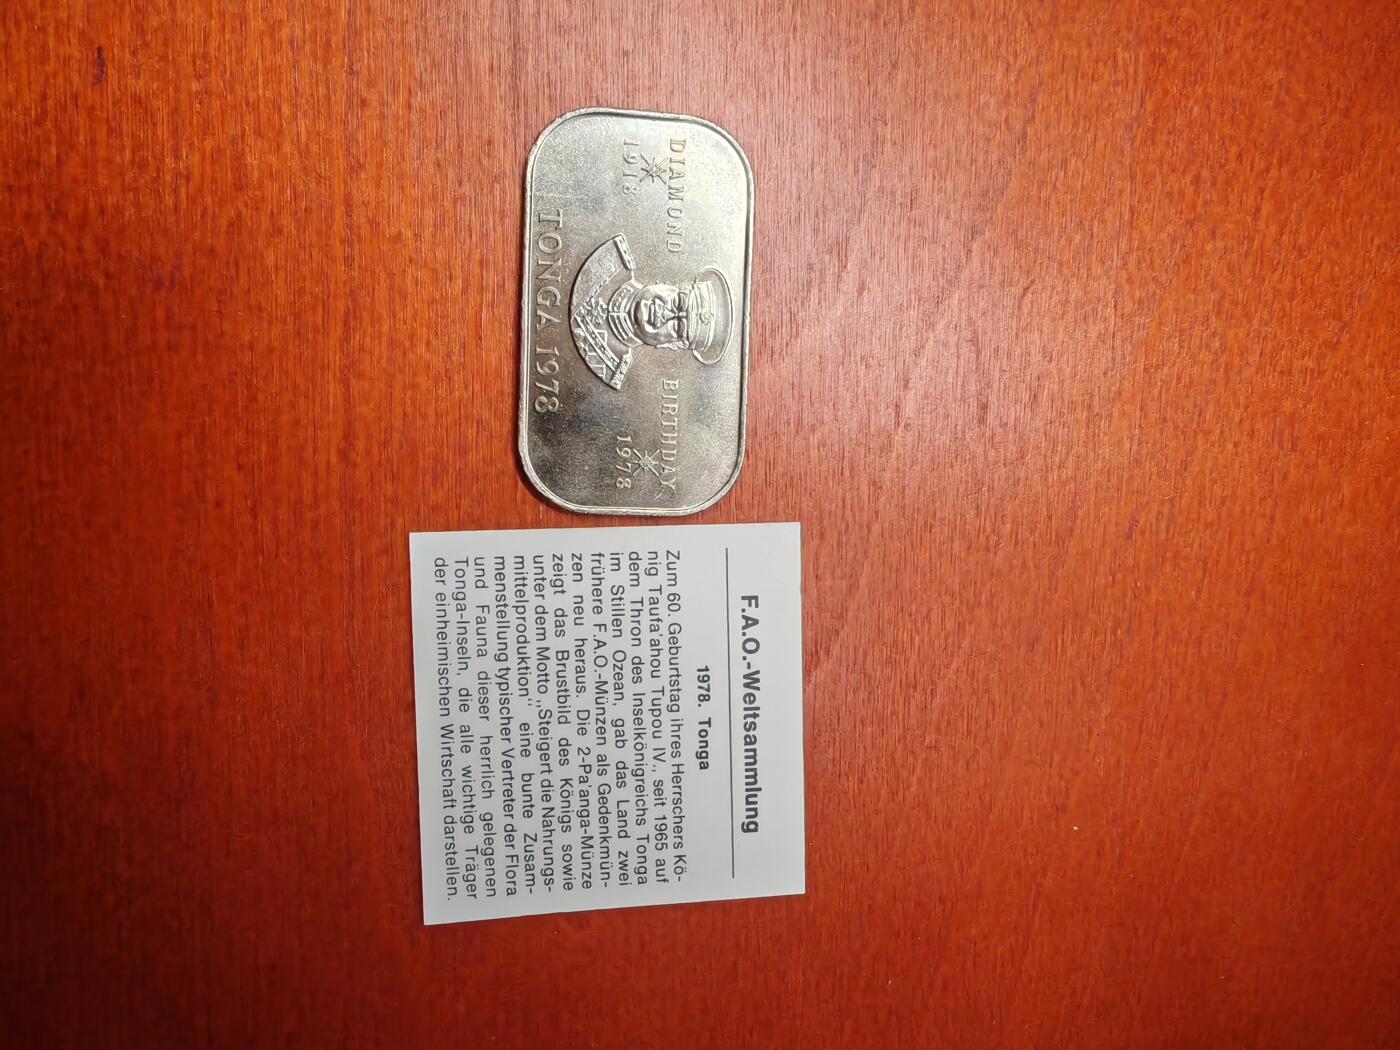 DIAMOND BIRTHDAY
1918 1978
TONGA 1978
F.A.O.-Weltsammlung
1978. Tonga
Zum 60. Geburtstag ihres Herrschers Kö-
nig Taufa'ahou Tupou IV., seit 1965 auf
dem Thron des Inselkönigreichs Tonga
im Stillen Ozean, gab das Land zwei
frühere F.A.O.-Münzen als Gedenkmün-
zen neu heraus. Die 2-Pa'anga-Münze
zeigt das Brustbild des Königs sowie
unter dem Motto „Steigert die Nahrungs-
mittelproduktion“ eine bunte Zusam-
menstellung typischer Vertreter der Flora
und Fauna dieser herrlich gelegenen
Tonga-Inseln, die alle wichtige Träger
der einheimischen Wirtschaft darstellen.